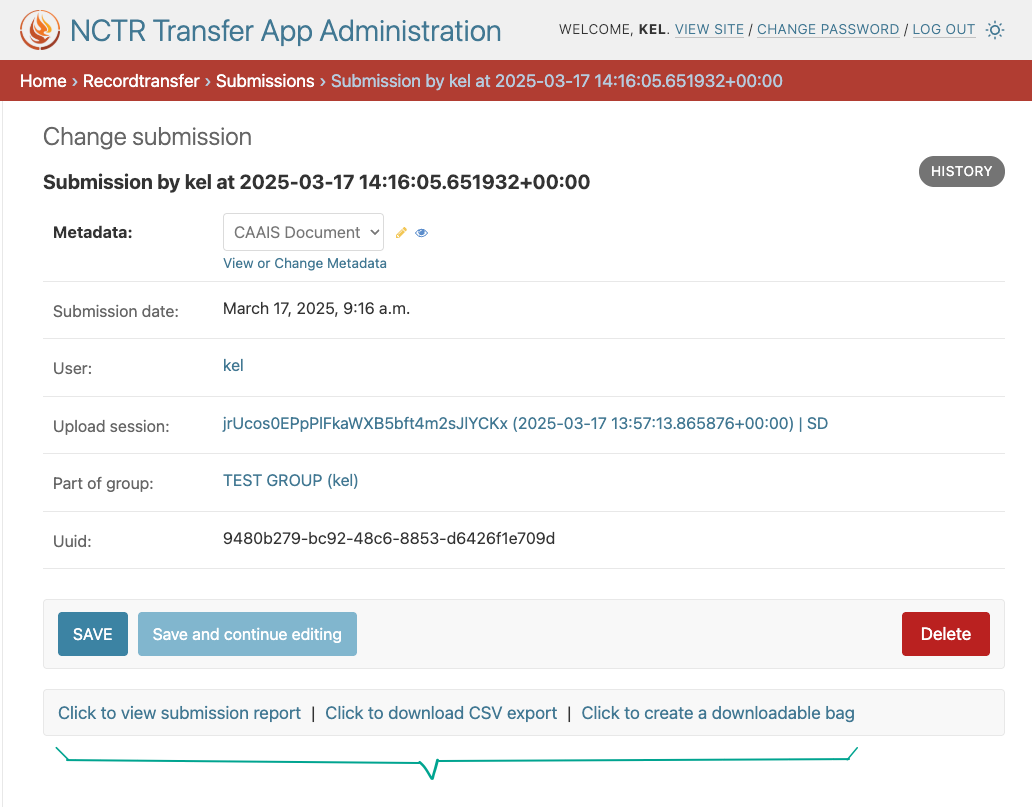 NCTR Transfer App Administration
WELCOME, KEL. VIEW SITE / CHANGE PASSWORD / LOG OUT
Home › Recordtransfer › Submissions › Submission by kel at 2025-03-17 14:16:05.651932+00:00
Change submission
Submission by kel at 2025-03-17 14:16:05.651932+00:00
HISTORY
Metadata: CAAIS Document
View or Change Metadata
Submission date: March 17, 2025, 9:16 a.m.
User: kel
Upload session: jrUcos0EPpPlFkaWXB5bft4m2sJlYCKx (2025-03-17 13:57:13.865876+00:00) | SD
Part of group: TEST GROUP (kel)
Uuid: 9480b279-bc92-48c6-8853-d6426f1e709d
SAVE Save and continue editing Delete
Click to view submission report | Click to download CSV export | Click to create a downloadable bag